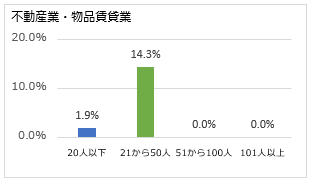 不動産業・物品賃貸業
20.0%
14.3%
10.0%
1.9%
0.0%
0.0%
0.0%
20人以下
21から50人
51から100人
101人以上